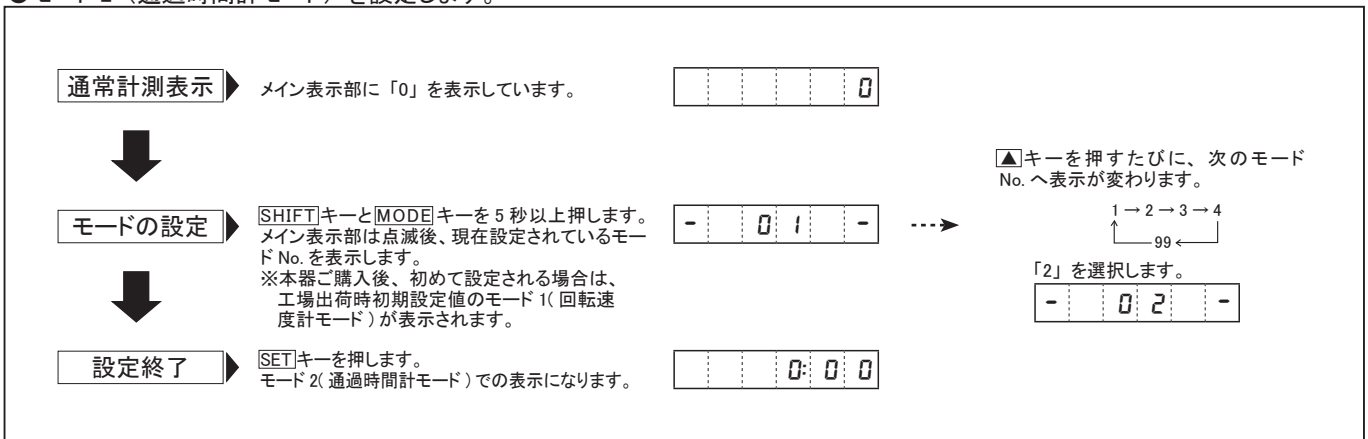 ● モード 2（通過時間計モード）を設定します。
通常計測表示
メイン表示部に「0」を表示しています。
0
モードの設定
SHIFTキーとMODEキーを5秒以上押します。
メイン表示部は点滅後、現在設定されているモー
ドNo.を表示します。
※本器ご購入後、初めて設定される場合は、
工場出荷時初期設定値のモード1(回転速
度計モード)が表示されます。
- 01 -
▲キーを押すたびに、次のモード
No.へ表示が変わります。
1→2→3→4
99←
「2」を選択します。
- 02 -
設定終了
SETキーを押します。
モード2(通過時間計モード)での表示になります。
0:00